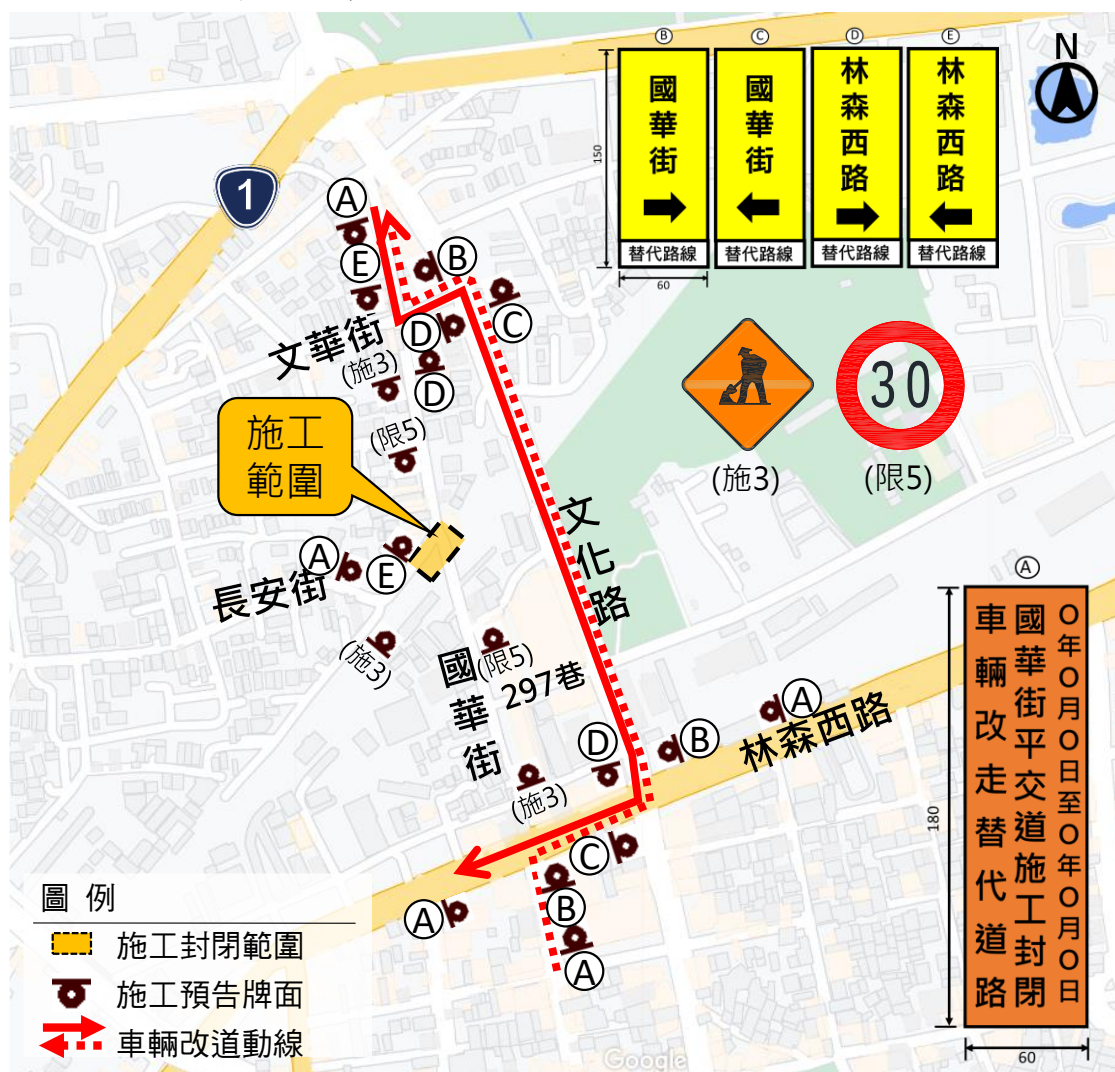 Ⓑ
Ⓒ
Ⓓ
Ⓔ
N
國華街
替代路線
國華街
替代路線
林森西路
替代路線
林森西路
替代路線
150
60
1
Ⓐ
Ⓔ
Ⓑ
Ⓒ
Ⓓ
Ⓓ
文華街
(施3)
(限5)
施工
範圍
(施3)
30
(限5)
文化路
Ⓐ
Ⓔ
長安街
(施3)
(限5)
297巷
國華街
Ⓐ
Ⓑ
林森西路
Ⓓ
(施3)
Ⓒ
Ⓑ
Ⓐ
Ⓐ
Ⓐ
O年O月O日至O年O月O日
國華街平交道施工封閉
車輛改走替代道路
180
60
圖 例
施工封閉範圍
施工預告牌面
車輛改道動線
Google